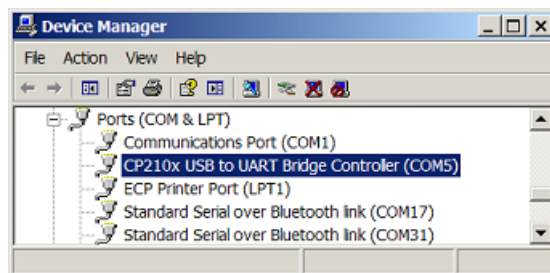 Device Manager
File Action View Help
Ports (COM & LPT)
Communications Port (COM1)
CP210x USB to UART Bridge Controller (COM5)
ECP Printer Port (LPT1)
Standard Serial over Bluetooth link (COM17)
Standard Serial over Bluetooth link (COM31)